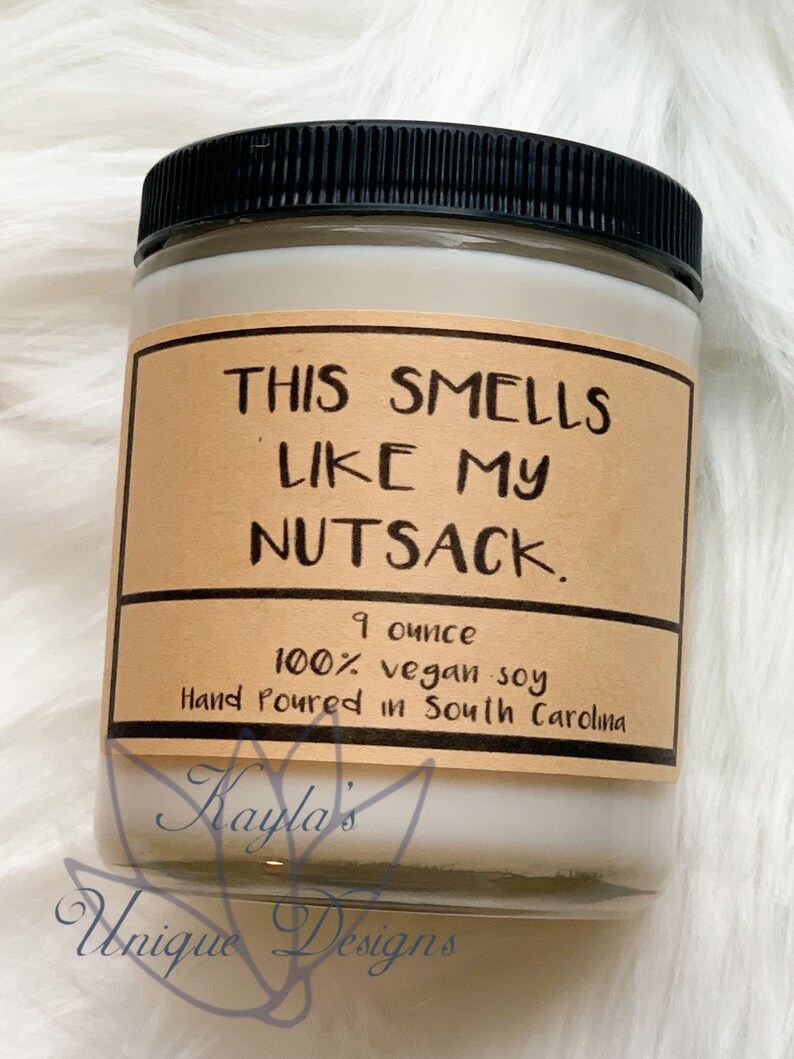 THIS SMELLS
LIKE MY
NUTSACK.
9 ounce
100% vegan soy
Hand Poured in South Carolina
Kayla's
Unique Designs